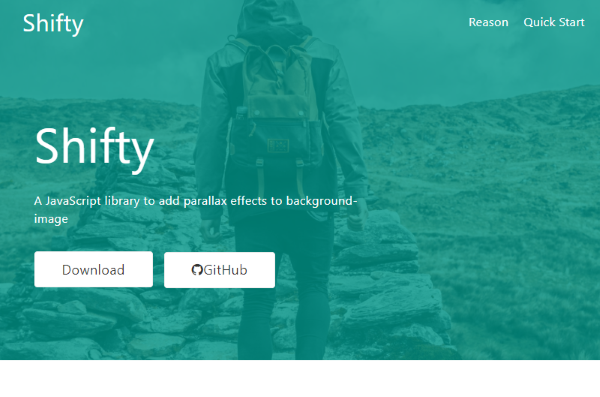 Shifty
Reason
Quick Start
Shifty
A JavaScript library to add parallax effects to background-
image
Download
GitHub